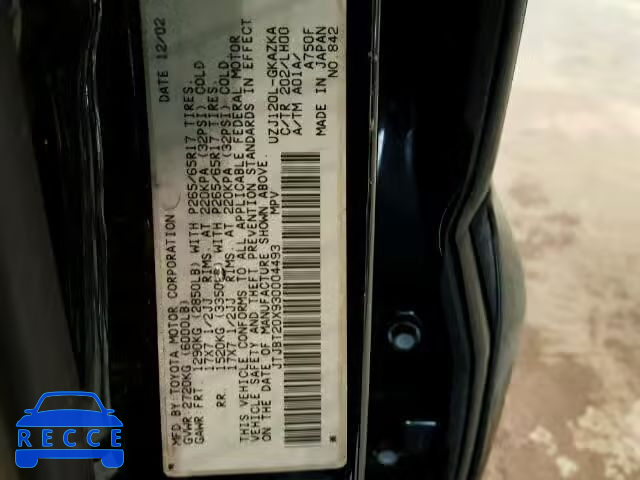 MFD.BY:TOYOTA MOTOR CORPORATION DATE 12/02
GVWR 2720KG(6000LB)
GAWR FRT 1290KG(2850LB) WITH P265/65R17 TIRES,
17X7 1/2JJ RIMS, AT 220KPA(32PSI) COLD
RR. 1520KG(3350LB) WITH P265/65R17 TIRES,
17X7 1/2JJ RIMS, AT 220KPA(32PSI) COLD
THIS VEHICLE CONFORMS TO ALL APPLICABLE FEDERAL MOTOR
VEHICLE SAFETY AND THEFT PREVENTION STANDARDS IN EFFECT
ON THE DATE OF MANUFACTURE SHOWN ABOVE.
JTJBT20X930004493 UZJ120L-GKAZKA
MPV C/TR 202/LH00
A/TM A01A/ A750F
MADE IN JAPAN
NO.842
RECCE